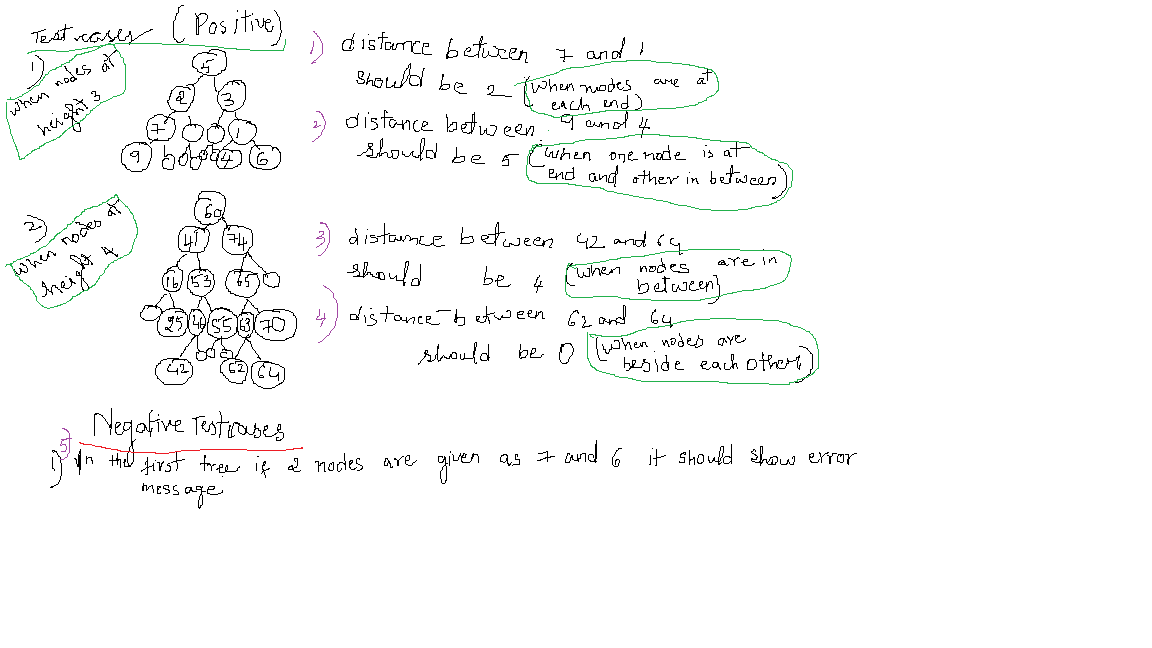 Test cases (Positive)
1)
when nodes at
height 3
5
2 3
7 1
9 4 6
1) distance between 7 and 1
should be 2 (when nodes are at
each end)
2) distance between 9 and 4
should be 5 (when one node is at
end and other in between)
2)
when nodes at
height 4
60
41 74
16 53 65
25 46 55 63 70
42 62 64
3) distance between 42 and 64
should be 4 (when nodes are in
between)
4) distance between 62 and 64
should be 0 (when nodes are
beside each other)
Negative Testcases
5)
1) In the first tree if 2 nodes are given as 7 and 6 it should show error
message